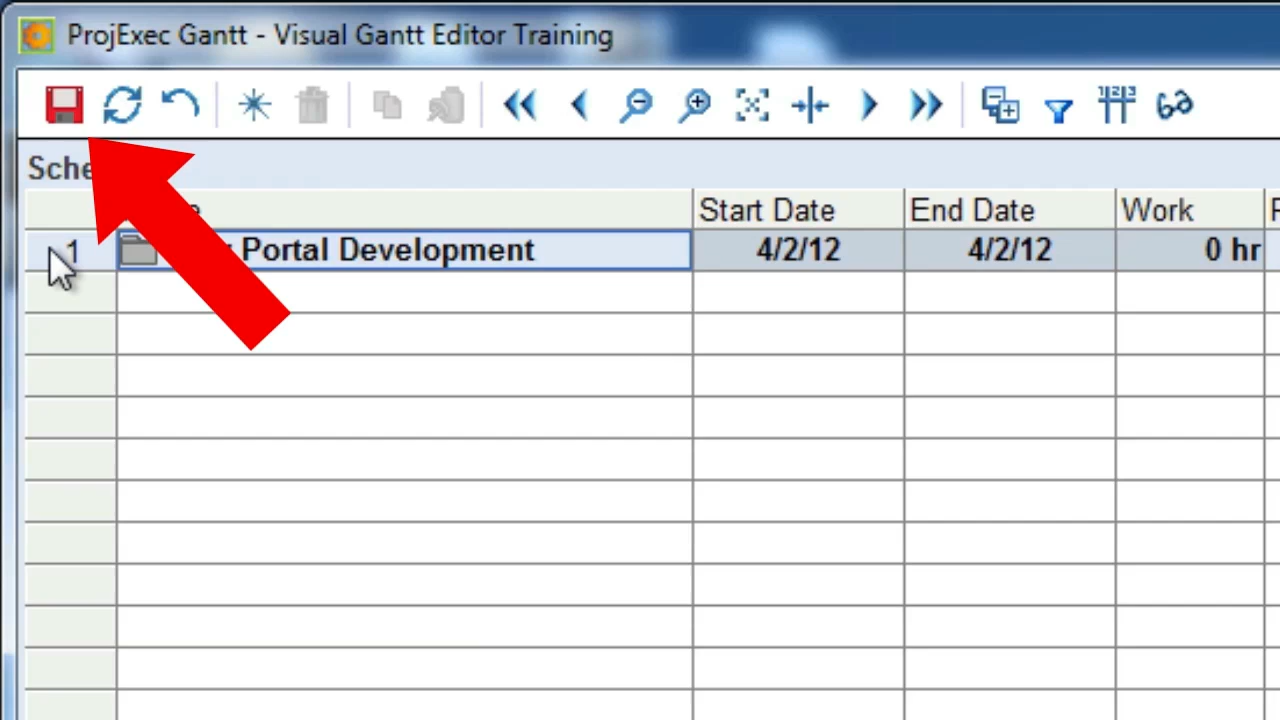 ProjExec Gantt - Visual Gantt Editor Training
Start Date End Date Work
1 Portal Development 4/2/12 4/2/12 0 hr